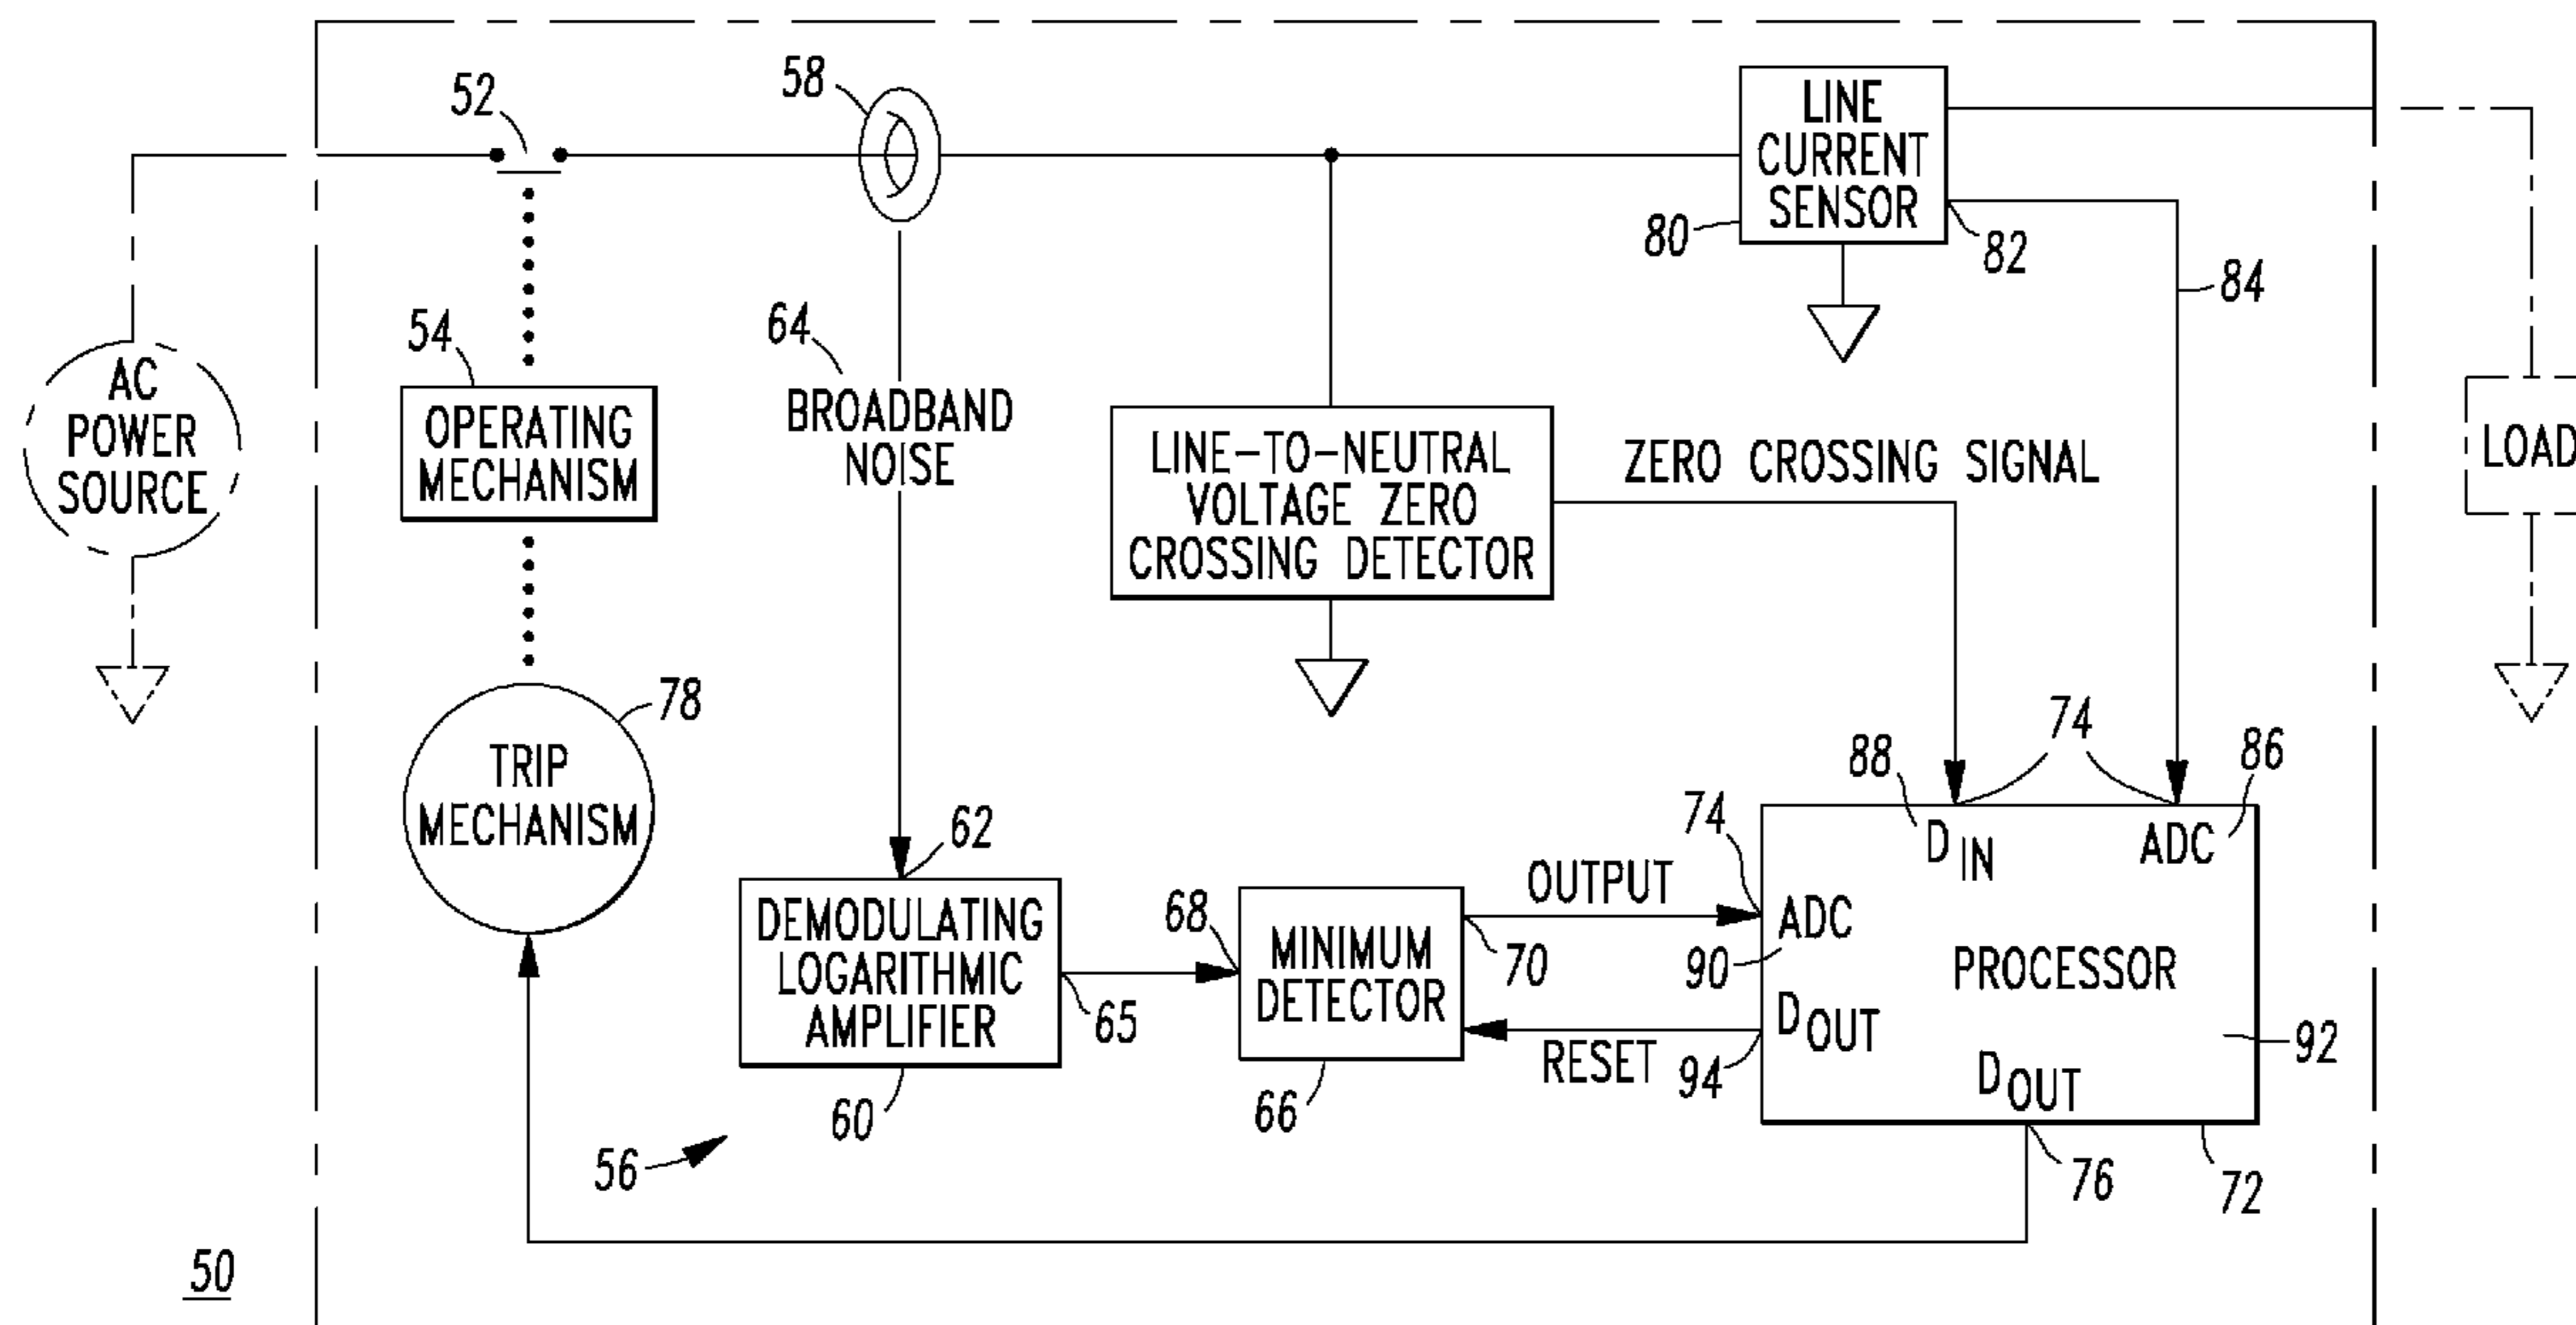 52
58
LINE
CURRENT
SENSOR
80
82
84
54
64
AC
POWER
SOURCE
OPERATING
MECHANISM
BROADBAND
NOISE
LINE-TO-NEUTRAL
VOLTAGE ZERO
CROSSING DETECTOR
ZERO CROSSING SIGNAL
LOAD
78
TRIP
MECHANISM
74
88
86
62
74
D IN
ADC
DEMODULATING
LOGARITHMIC
AMPLIFIER
65
68
MINIMUM
DETECTOR
OUTPUT
70
ADC
90
PROCESSOR
D OUT
RESET
94
D OUT
92
60
66
56
76
72
50